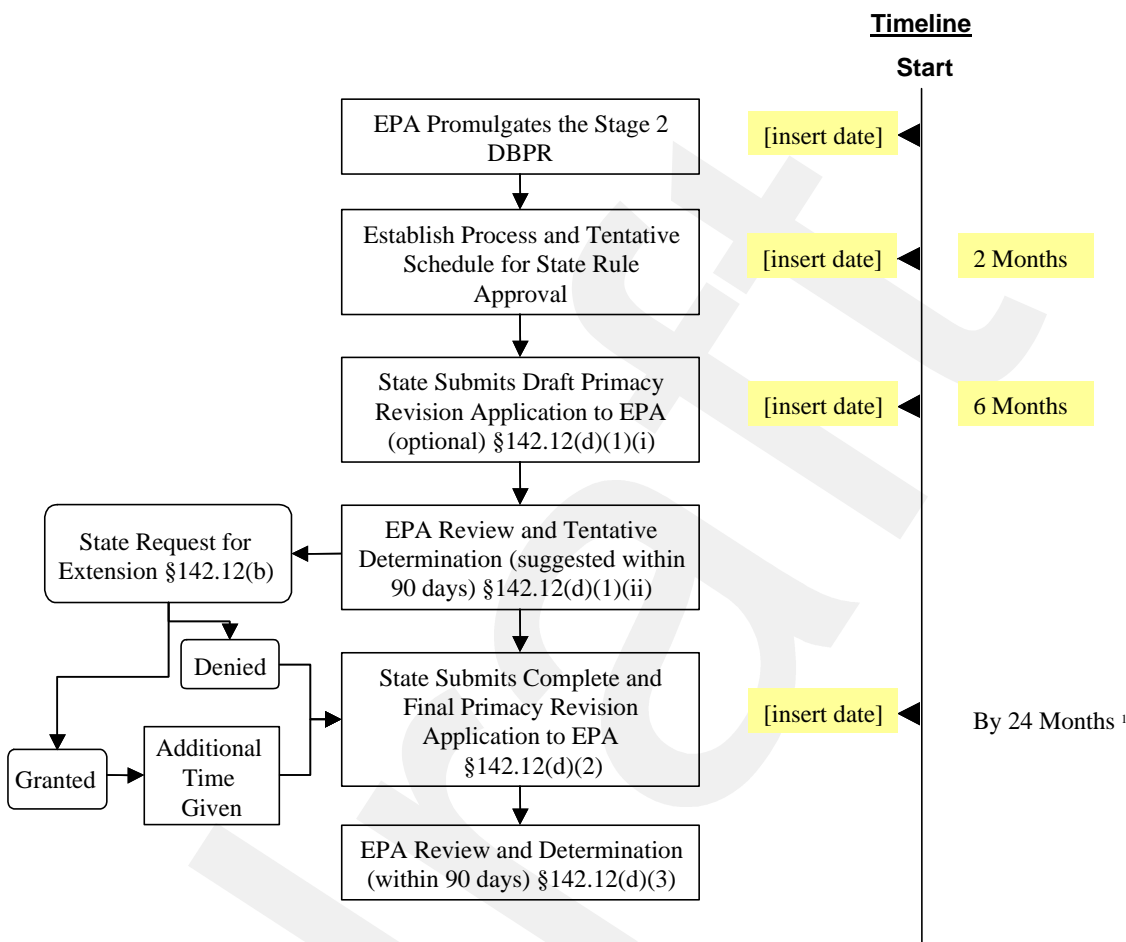 Timeline
Start
EPA Promulgates the Stage 2
DBPR
[insert date]
Establish Process and Tentative
Schedule for State Rule
Approval
[insert date]
2 Months
State Submits Draft Primacy
Revision Application to EPA
(optional) §142.12(d)(1)(i)
[insert date]
6 Months
EPA Review and Tentative
Determination (suggested within
90 days) §142.12(d)(1)(ii)
State Request for
Extension §142.12(b)
Denied
Granted
Additional
Time
Given
State Submits Complete and
Final Primacy Revision
Application to EPA
§142.12(d)(2)
[insert date]
By 24 Months ¹
EPA Review and Determination
(within 90 days) §142.12(d)(3)
Draft